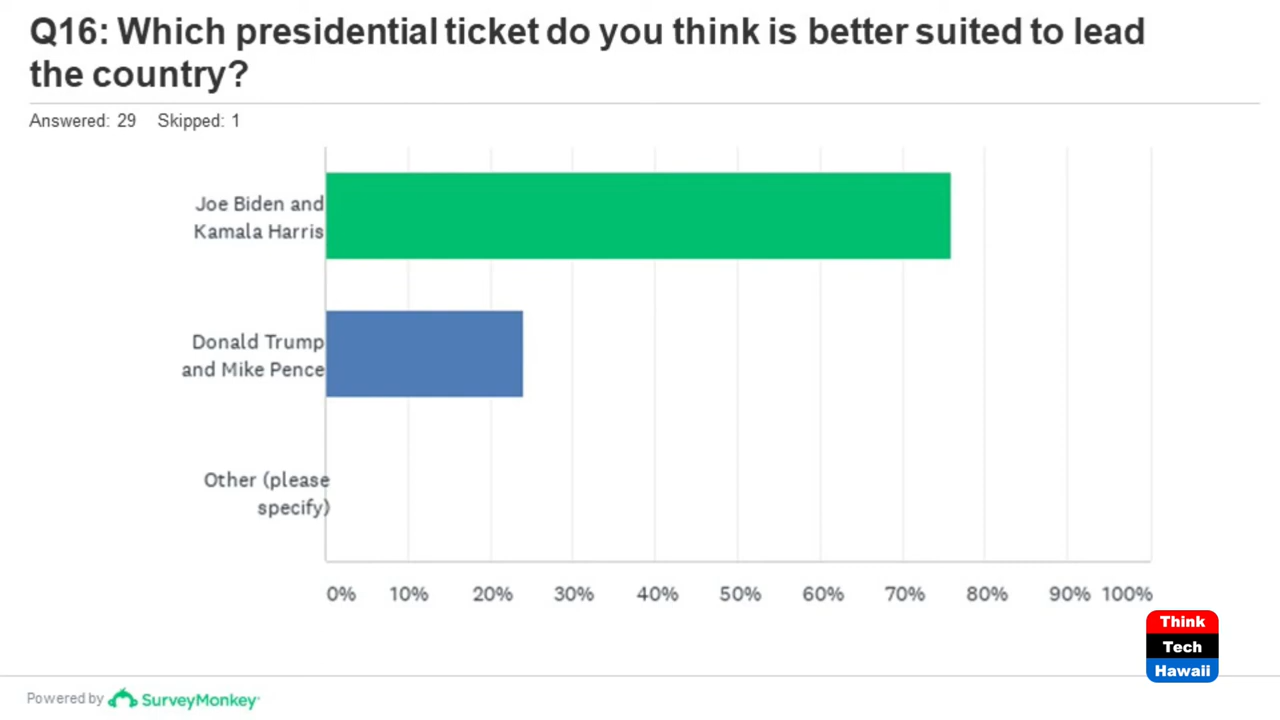 Q16: Which presidential ticket do you think is better suited to lead
the country?
Answered: 29 Skipped: 1
Joe Biden and
Kamala Harris
Donald Trump
and Mike Pence
Other (please
specify)
0% 10% 20% 30% 40% 50% 60% 70% 80% 90% 100%
Think
Tech
Hawaii
Powered by SurveyMonkey